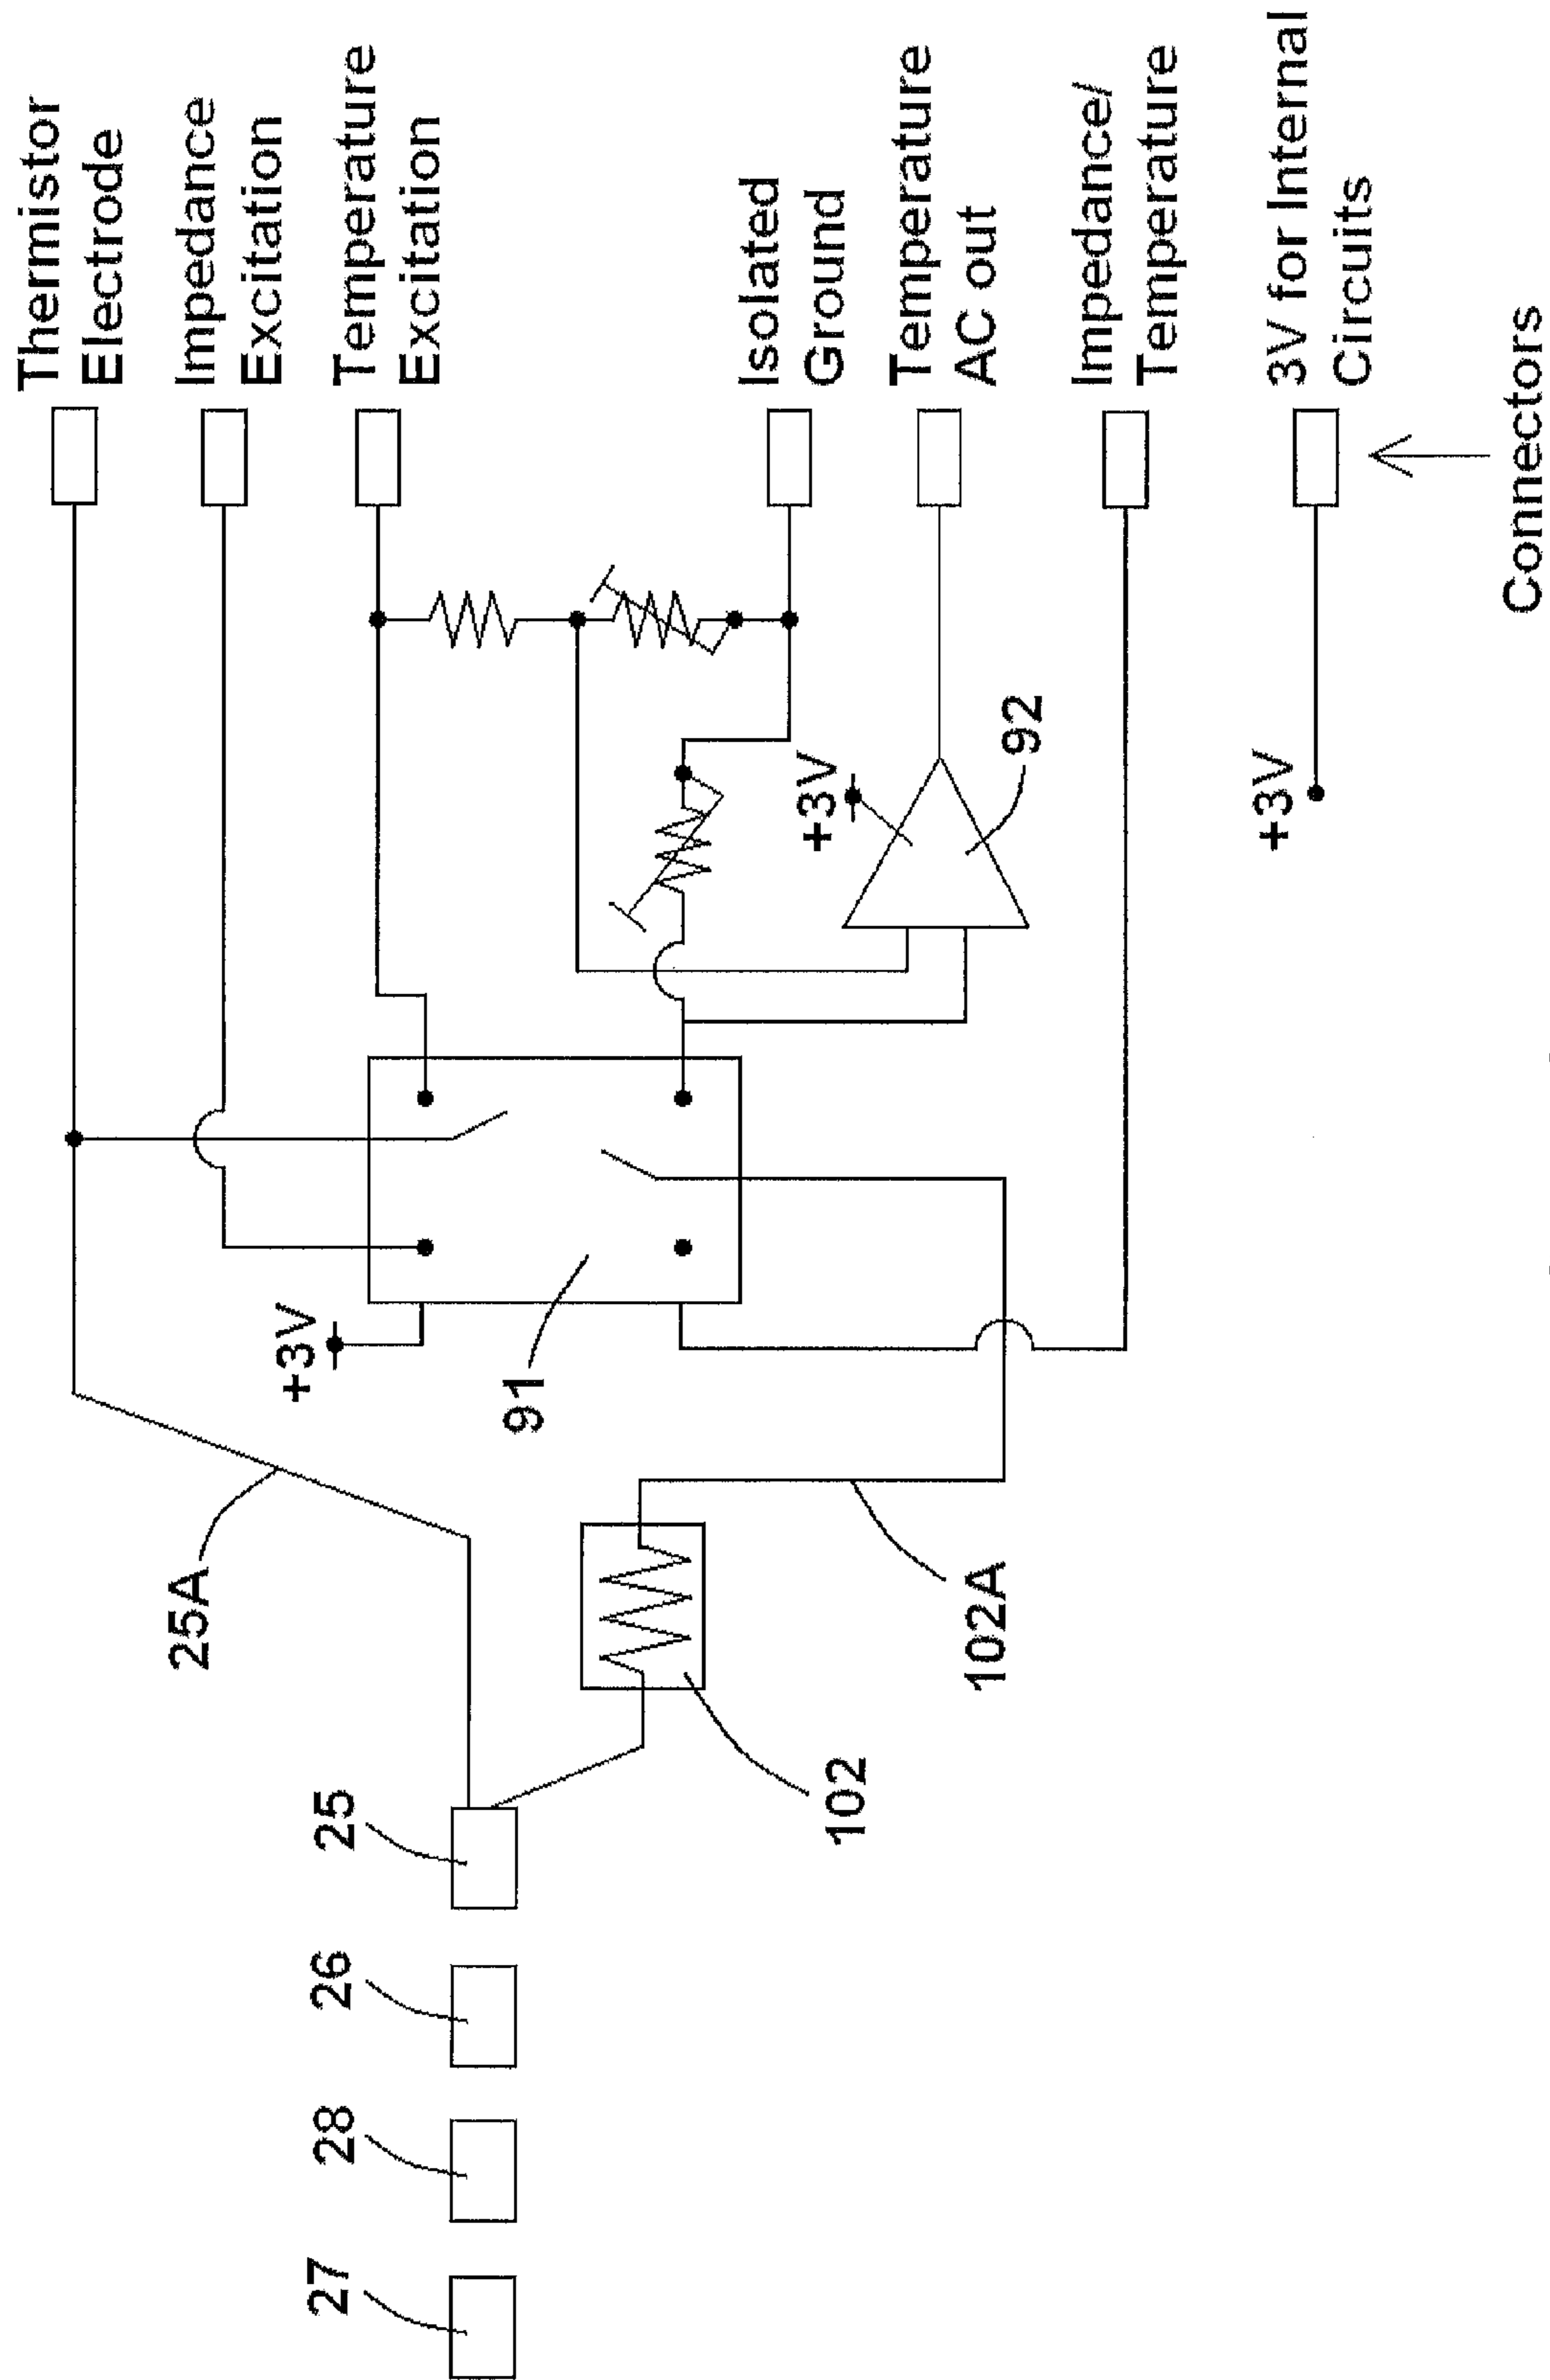 Thermistor
Electrode
Impedance
Excitation
Temperature
Excitation
Isolated
Ground
Temperature
AC out
Impedance/
Temperature
3V for Internal
Circuits
Connectors
+3V
92
+3V
+3V
91
25A
102A
102
25
26
28
27